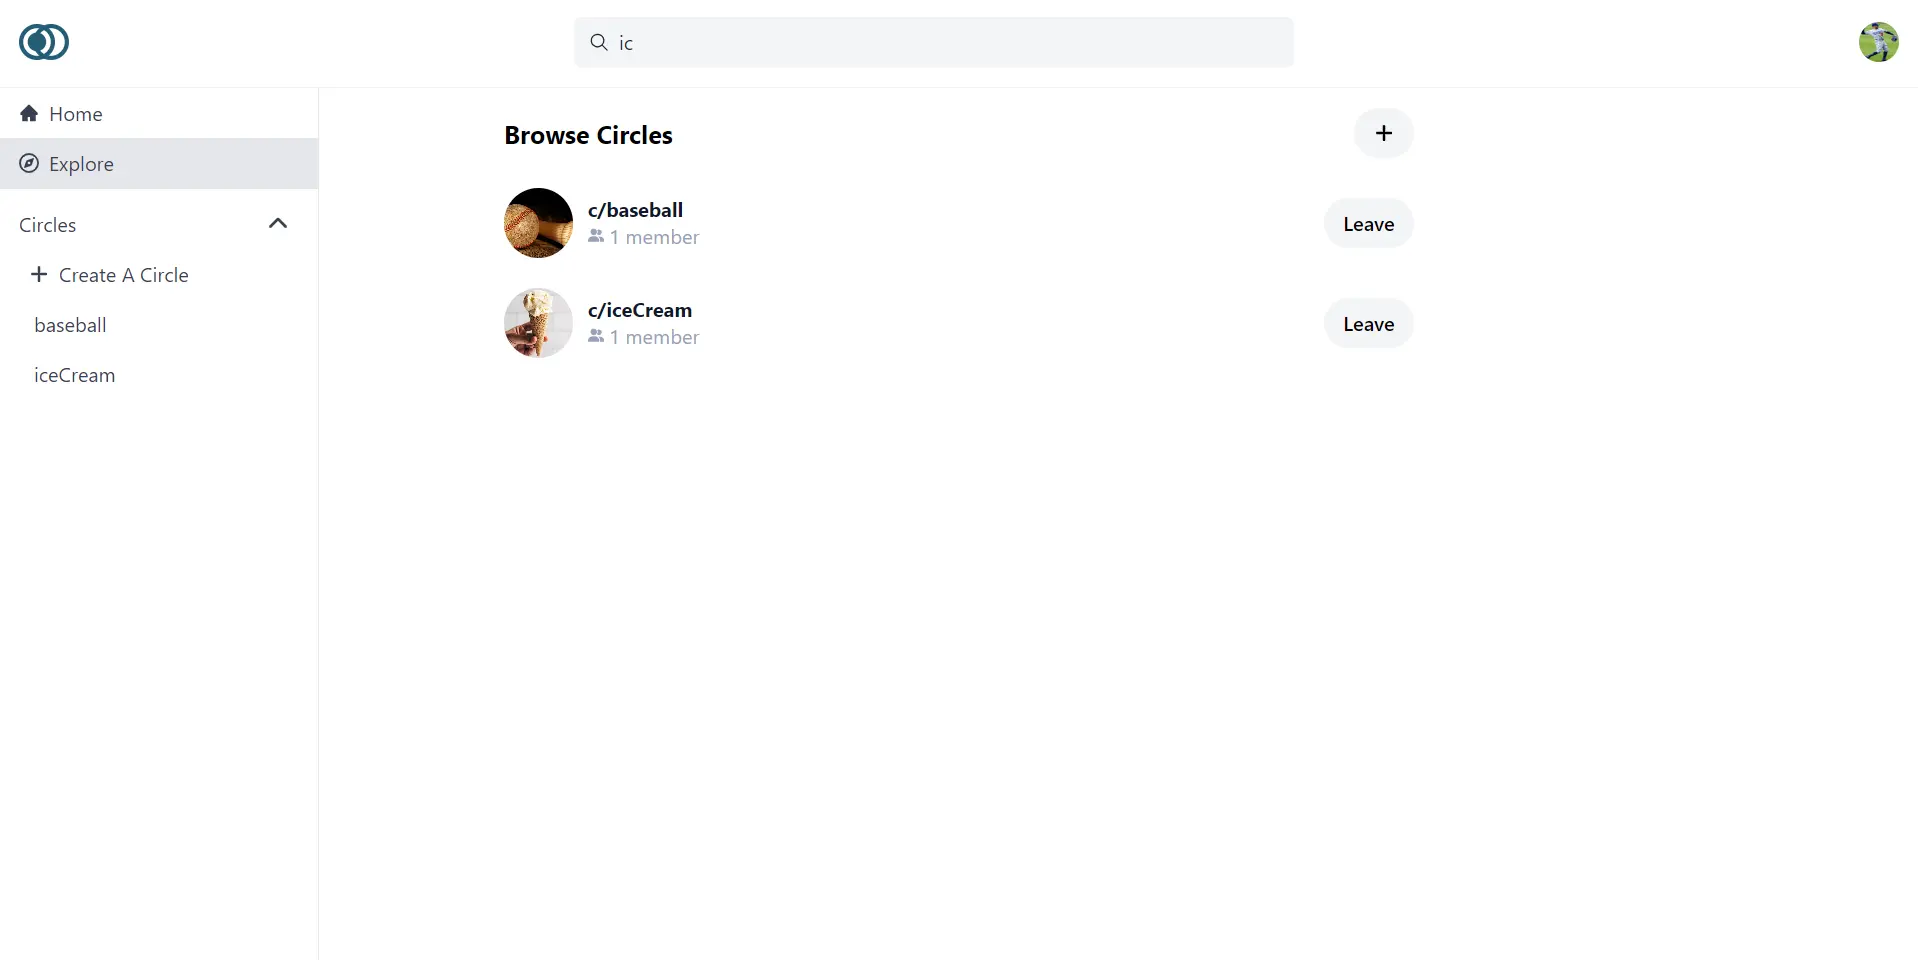 ic
Home
Explore
Circles
Create A Circle
baseball
iceCream
Browse Circles
c/baseball
1 member
Leave
c/iceCream
1 member
Leave